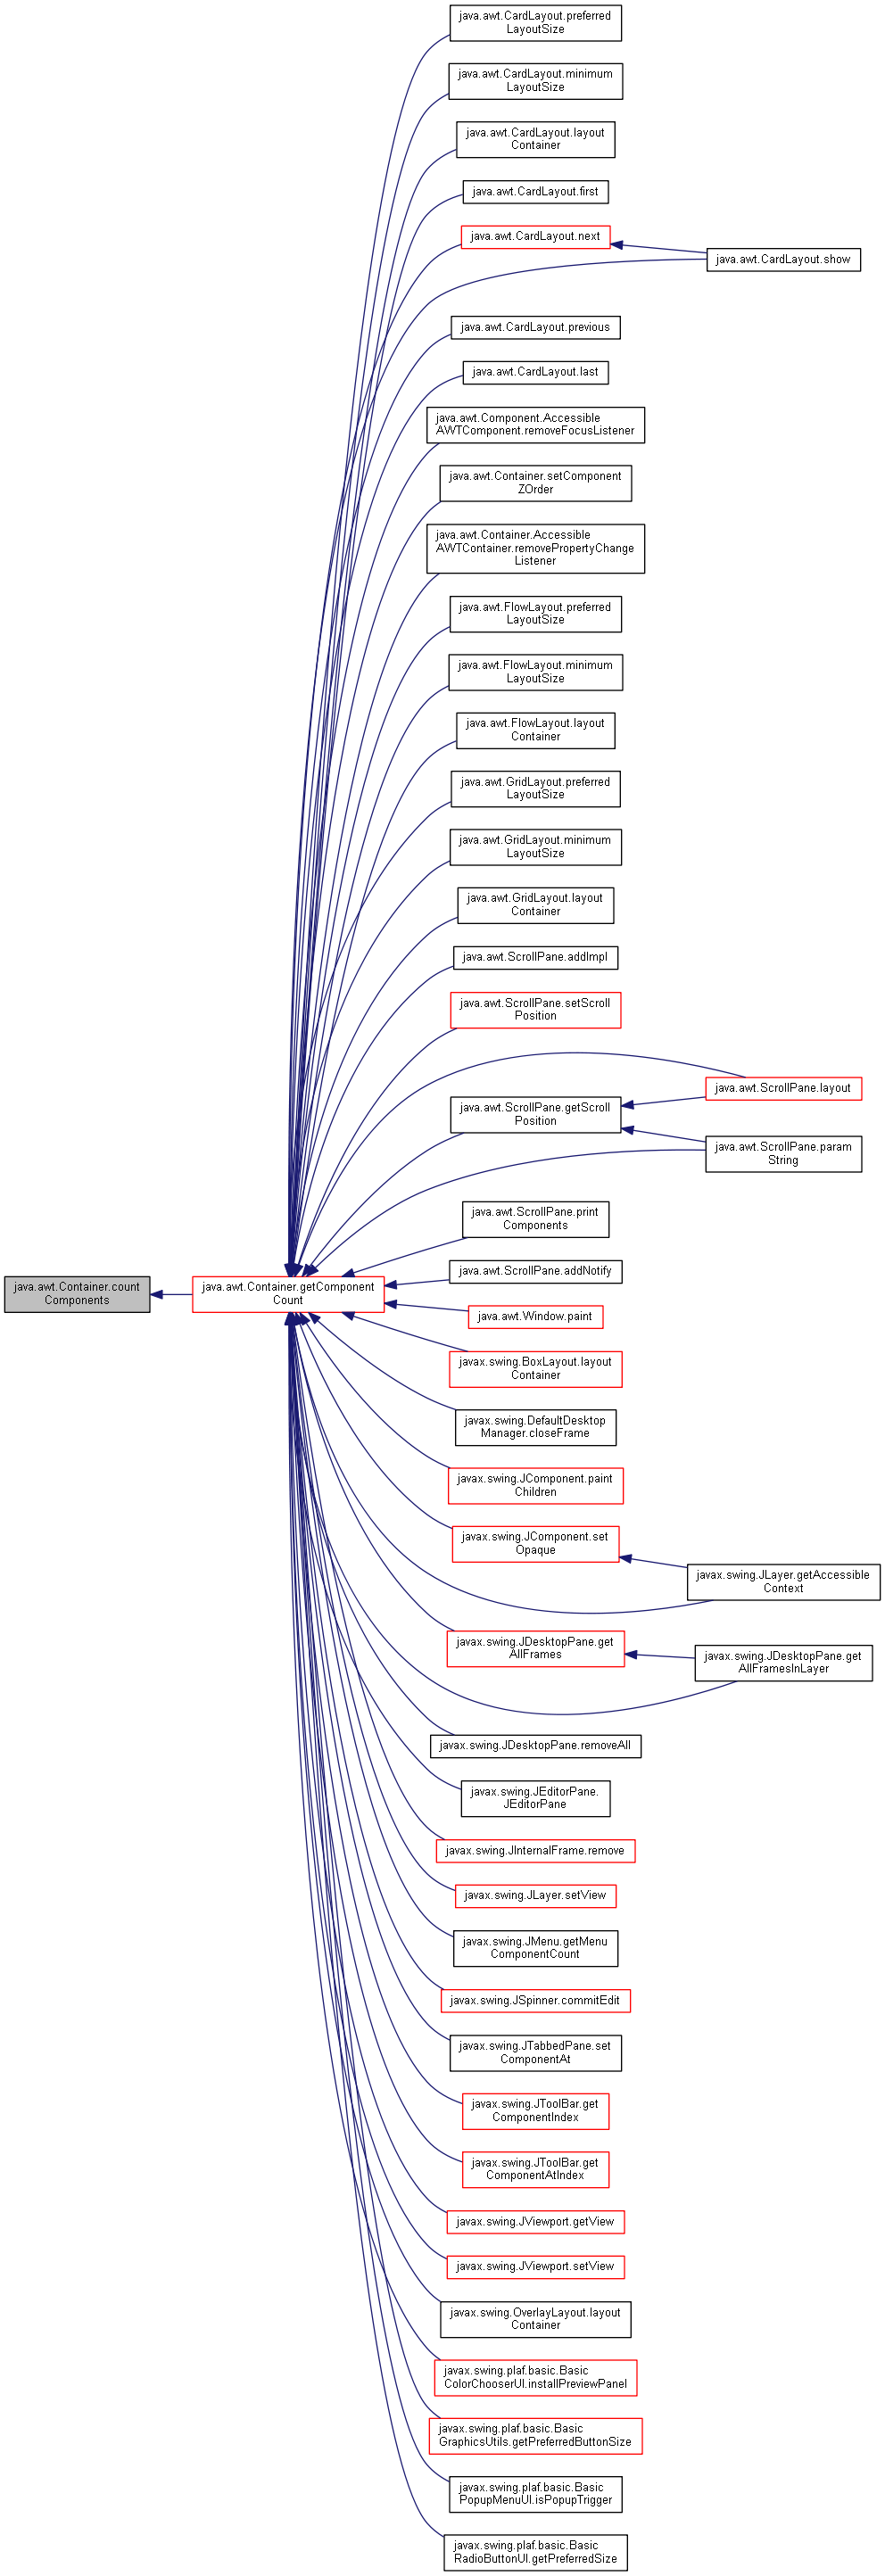 java.awt.CardLayout.preferred
LayoutSize
java.awt.CardLayout.minimum
LayoutSize
java.awt.CardLayout.layout
Container
java.awt.CardLayout.first
java.awt.CardLayout.next
java.awt.CardLayout.show
java.awt.CardLayout.previous
java.awt.CardLayout.last
java.awt.Component.Accessible
AWTComponent.removeFocusListener
java.awt.Container.setComponent
ZOrder
java.awt.Container.Accessible
AWTContainer.removePropertyChange
Listener
java.awt.FlowLayout.preferred
LayoutSize
java.awt.FlowLayout.minimum
LayoutSize
java.awt.FlowLayout.layout
Container
java.awt.GridLayout.preferred
LayoutSize
java.awt.GridLayout.minimum
LayoutSize
java.awt.GridLayout.layout
Container
java.awt.ScrollPane.addImpl
java.awt.ScrollPane.setScroll
Position
java.awt.ScrollPane.layout
java.awt.ScrollPane.getScroll
Position
java.awt.ScrollPane.param
String
java.awt.ScrollPane.print
Components
java.awt.Container.count
Components
java.awt.Container.getComponent
Count
java.awt.ScrollPane.addNotify
java.awt.Window.paint
javax.swing.BoxLayout.layout
Container
javax.swing.DefaultDesktop
Manager.closeFrame
javax.swing.JComponent.paint
Children
javax.swing.JComponent.set
Opaque
javax.swing.JLayer.getAccessible
Context
javax.swing.JDesktopPane.get
AllFrames
javax.swing.JDesktopPane.get
AllFramesInLayer
javax.swing.JDesktopPane.removeAll
javax.swing.JEditorPane.
JEditorPane
javax.swing.JInternalFrame.remove
javax.swing.JLayer.setView
javax.swing.JMenu.getMenu
ComponentCount
javax.swing.JSpinner.commitEdit
javax.swing.JTabbedPane.set
ComponentAt
javax.swing.JToolBar.get
ComponentIndex
javax.swing.JToolBar.get
ComponentAtIndex
javax.swing.JViewport.getView
javax.swing.JViewport.setView
javax.swing.OverlayLayout.layout
Container
javax.swing.plaf.basic.Basic
ColorChooserUI.installPreviewPanel
javax.swing.plaf.basic.Basic
GraphicsUtils.getPreferredButtonSize
javax.swing.plaf.basic.Basic
PopupMenuUI.isPopupTrigger
javax.swing.plaf.basic.Basic
RadioButtonUI.getPreferredSize